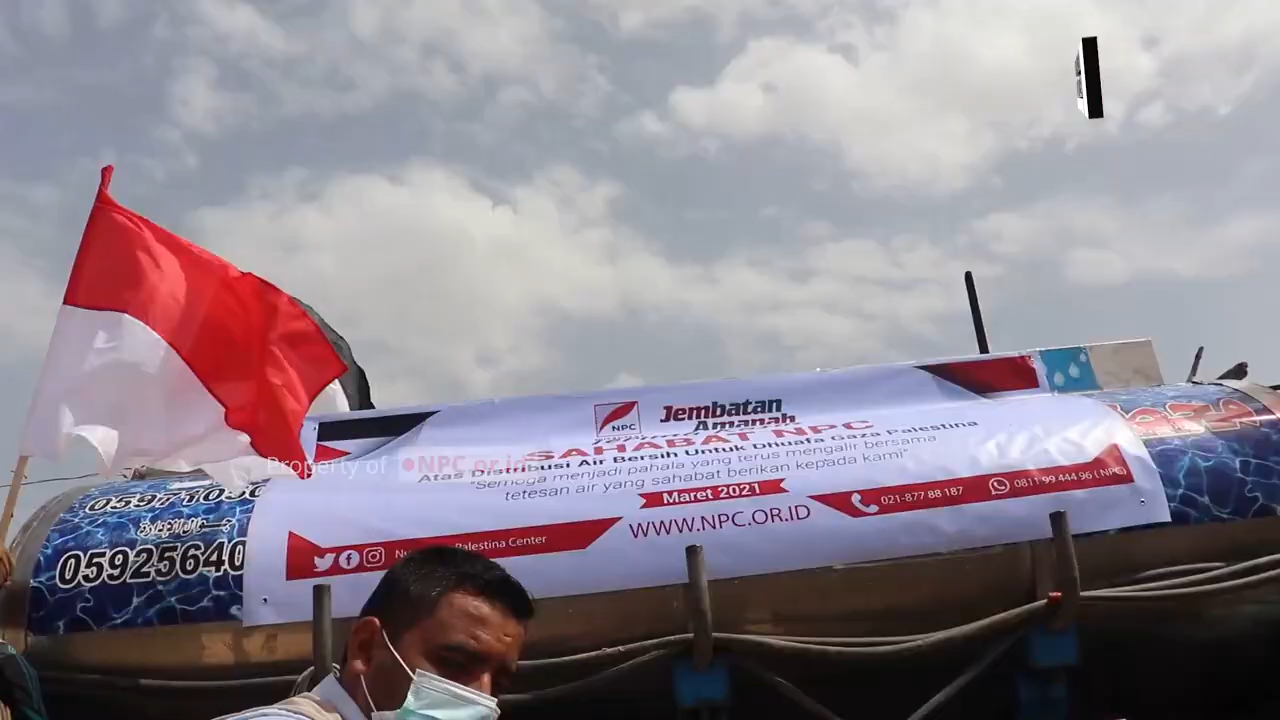 NPC
Jembatan
Amanah
SAHABAT NPC
Atas Distribusi Air Bersih Untuk Dhuafa Gaza Palestina
"Semoga menjadi pahala yang terus mengalir bersama
tetesan air yang sahabat berikan kepada kami"
Maret 2021
021-877 88 187
0811 99 444 96 ( NPC)
WWW.NPC.OR.ID
Palestina Center
Property of NPC.or.id
05925640